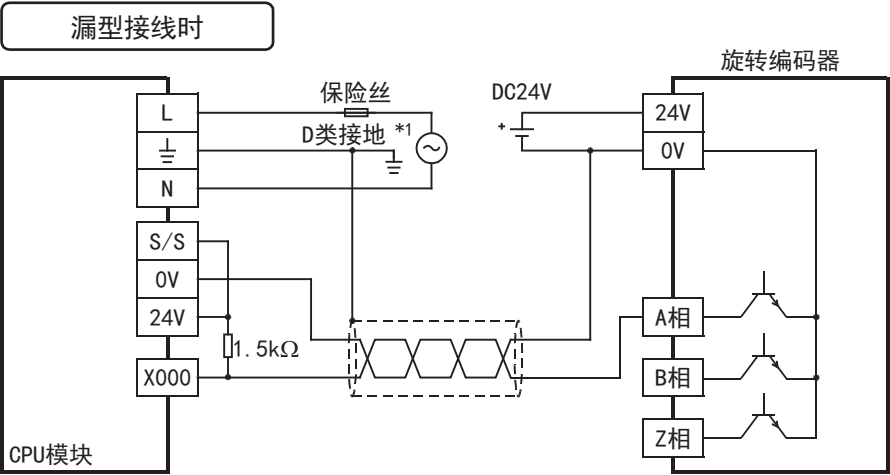 漏型接线时
旋转编码器
保险丝
DC24V
L
24V
D类接地 *1
+
0V
N
S/S
0V
24V
A相
1.5kΩ
X000
B相
Z相
CPU模块